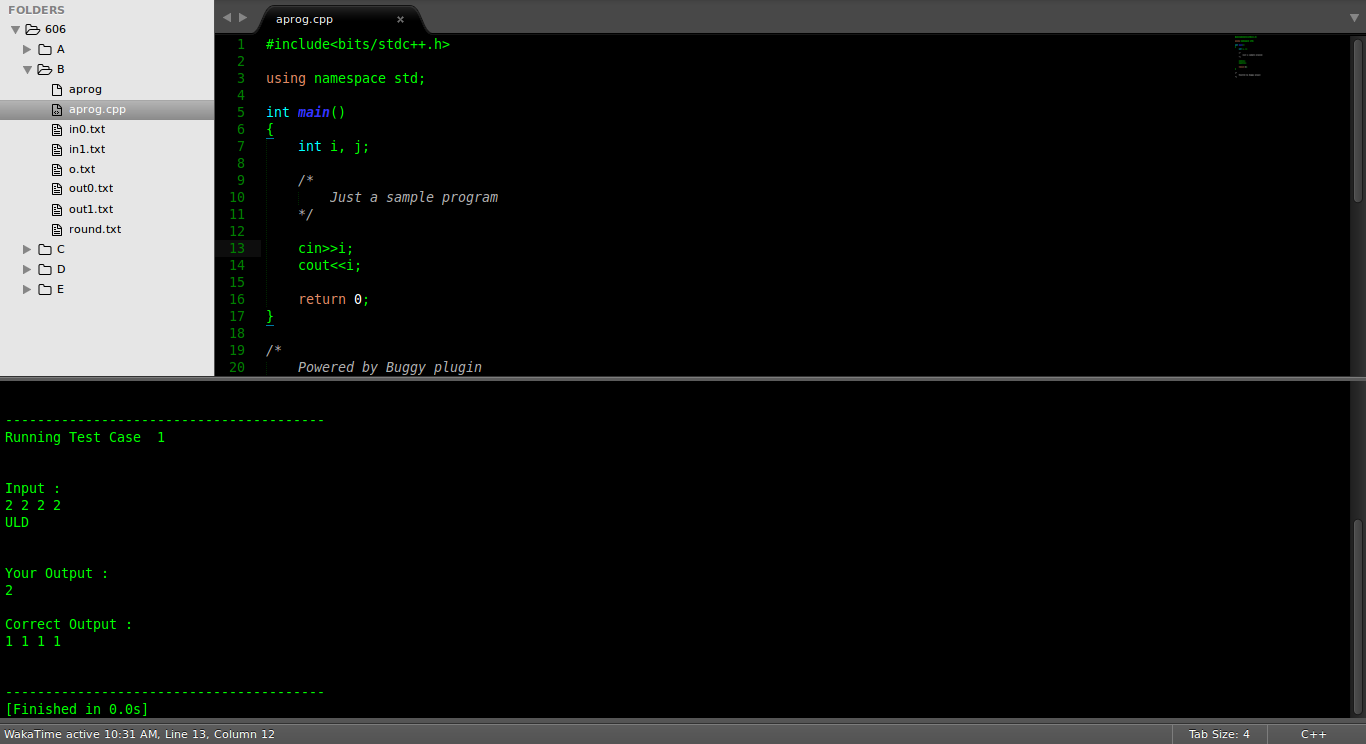 FOLDERS
606
A
B
aprog
aprog.cpp
in0.txt
in1.txt
o.txt
out0.txt
out1.txt
round.txt
C
D
E
aprog.cpp ×
1 #include<bits/stdc++.h>
2
3 using namespace std;
4
5 int main()
6 {
7 int i, j;
8
9 /*
10 Just a sample program
11 */
12
13 cin>>i;
14 cout<<i;
15
16 return 0;
17 }
18
19 /*
20 Powered by Buggy plugin
----------------------------------------
Running Test Case  1
Input :
2 2 2 2
ULD
Your Output :
2
Correct Output :
1 1 1 1
----------------------------------------
[Finished in 0.0s]
WakaTime active 10:31 AM, Line 13, Column 12
Tab Size: 4
C++